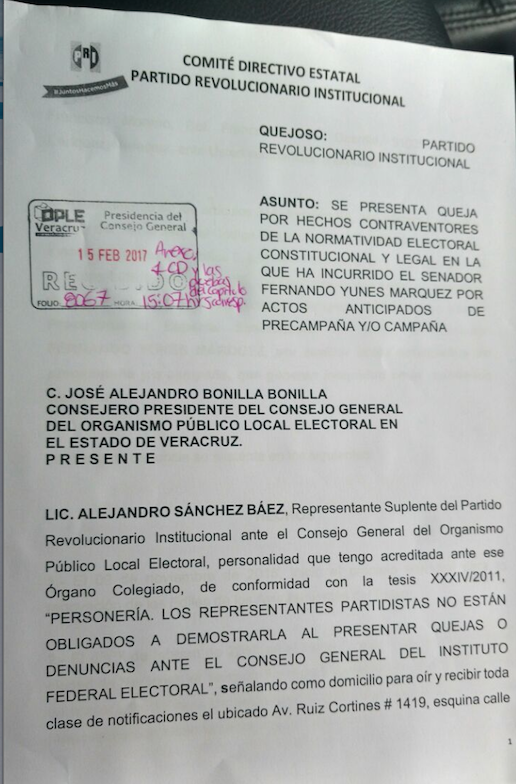 PRI
#JuntosHacemosMás
COMITÉ DIRECTIVO ESTATAL
PARTIDO REVOLUCIONARIO INSTITUCIONAL
QUEJOSO: PARTIDO
REVOLUCIONARIO INSTITUCIONAL
OPLE
Veracruz
Presidencia del
Consejo General
15 FEB 2017
Anexo
4 CD y las
RECIBIDO
FOLIO: 8067 HORA: 15:07 hrs
ASUNTO: SE PRESENTA QUEJA
POR HECHOS CONTRAVENTORES
DE LA NORMATIVIDAD ELECTORAL
CONSTITUCIONAL Y LEGAL EN LA
QUE HA INCURRIDO EL SENADOR
FERNANDO YUNES MARQUEZ POR
ACTOS ANTICIPADOS DE
PRECAMPAÑA Y/O CAMPAÑA
C. JOSÉ ALEJANDRO BONILLA BONILLA
CONSEJERO PRESIDENTE DEL CONSEJO GENERAL
DEL ORGANISMO PÚBLICO LOCAL ELECTORAL EN
EL ESTADO DE VERACRUZ.
P R E S E N T E
LIC. ALEJANDRO SÁNCHEZ BÁEZ, Representante Suplente del Partido
Revolucionario Institucional ante el Consejo General del Organismo
Público Local Electoral, personalidad que tengo acreditada ante ese
Órgano Colegiado, de conformidad con la tesis XXXIV/2011,
“PERSONERÍA. LOS REPRESENTANTES PARTIDISTAS NO ESTÁN
OBLIGADOS A DEMOSTRARLA AL PRESENTAR QUEJAS O
DENUNCIAS ANTE EL CONSEJO GENERAL DEL INSTITUTO
FEDERAL ELECTORAL”, señalando como domicilio para oír y recibir toda
clase de notificaciones el ubicado Av. Ruiz Cortines # 1419, esquina calle
1